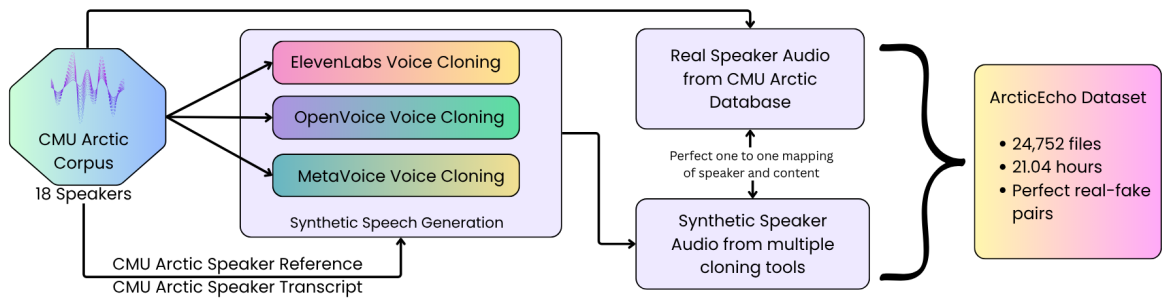 CMU Arctic
Corpus
18 Speakers
ElevenLabs Voice Cloning
OpenVoice Voice Cloning
MetaVoice Voice Cloning
Synthetic Speech Generation
CMU Arctic Speaker Reference
CMU Arctic Speaker Transcript
Real Speaker Audio
from CMU Arctic
Database
Perfect one to one mapping
of speaker and content
Synthetic Speaker
Audio from multiple
cloning tools
ArcticEcho Dataset
• 24,752 files
• 21.04 hours
• Perfect real-fake
pairs